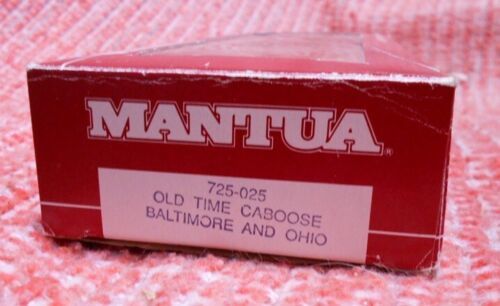 MANTUA®
725-025
OLD TIME CABOOSE
BALTIMORE AND OHIO